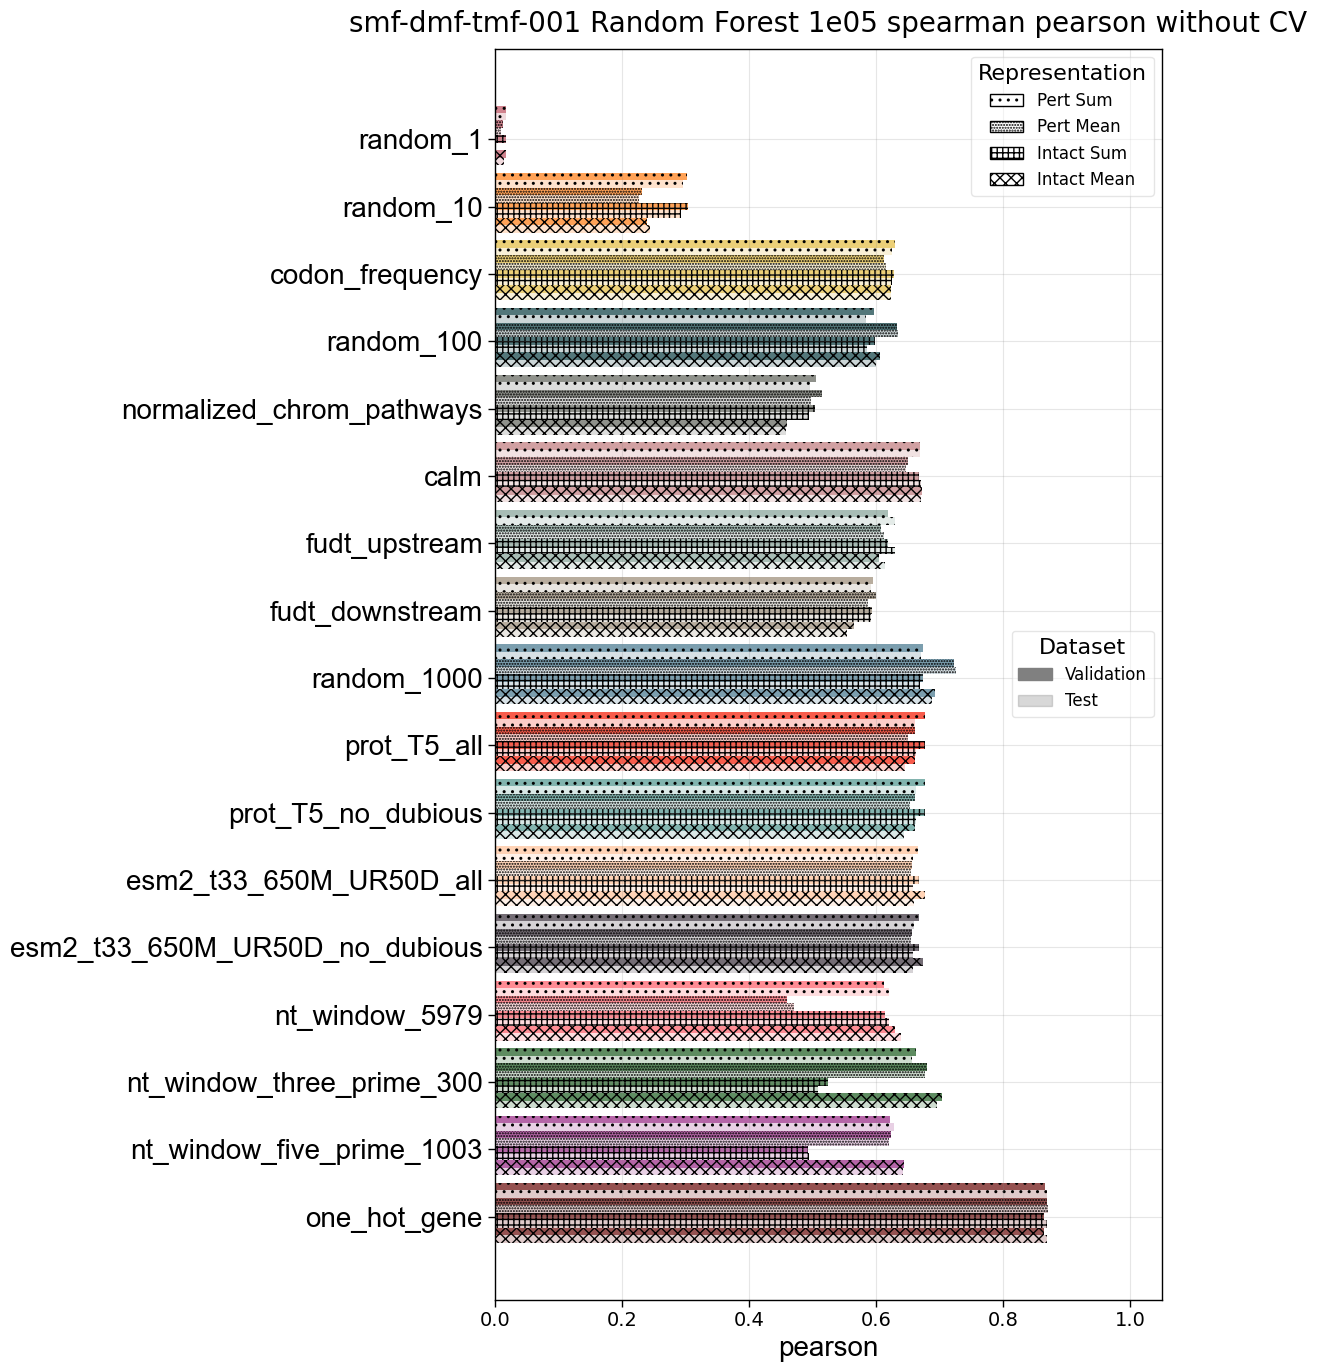 smf-dmf-tmf-001 Random Forest 1e05 spearman pearson without CV
Representation
Pert Sum
Pert Mean
Intact Sum
Intact Mean
random_1
random_10
codon_frequency
random_100
normalized_chrom_pathways
calm
fudt_upstream
fudt_downstream
Dataset
Validation
Test
random_1000
prot_T5_all
prot_T5_no_dubious
esm2_t33_650M_UR50D_all
esm2_t33_650M_UR50D_no_dubious
nt_window_5979
nt_window_three_prime_300
nt_window_five_prime_1003
one_hot_gene
0.0 0.2 0.4 0.6 0.8 1.0
pearson